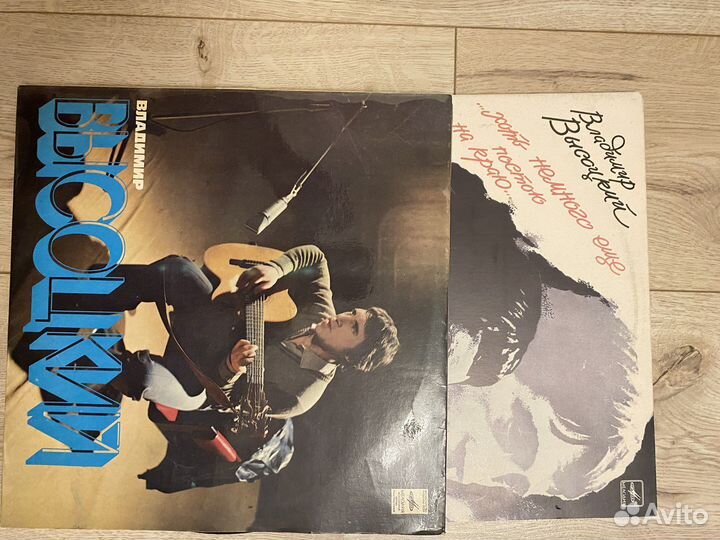 ВЛАДИМИР
ВЫСОЦКИЙ
Владимир
Высоцкий
...хоть немного еще
постою
на краю...
Avito